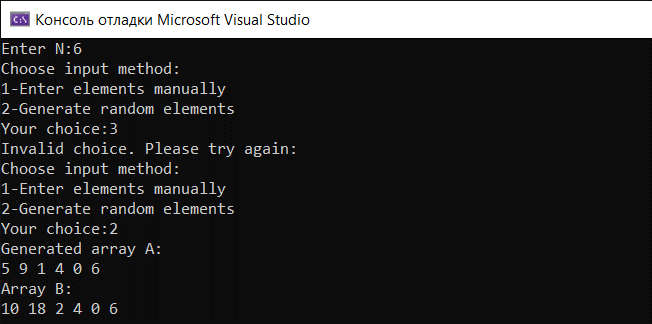 C:\ Консоль отладки Microsoft Visual Studio
Enter N:6
Choose input method:
1-Enter elements manually
2-Generate random elements
Your choice:3
Invalid choice. Please try again:
Choose input method:
1-Enter elements manually
2-Generate random elements
Your choice:2
Generated array A:
5 9 1 4 0 6
Array B:
10 18 2 4 0 6